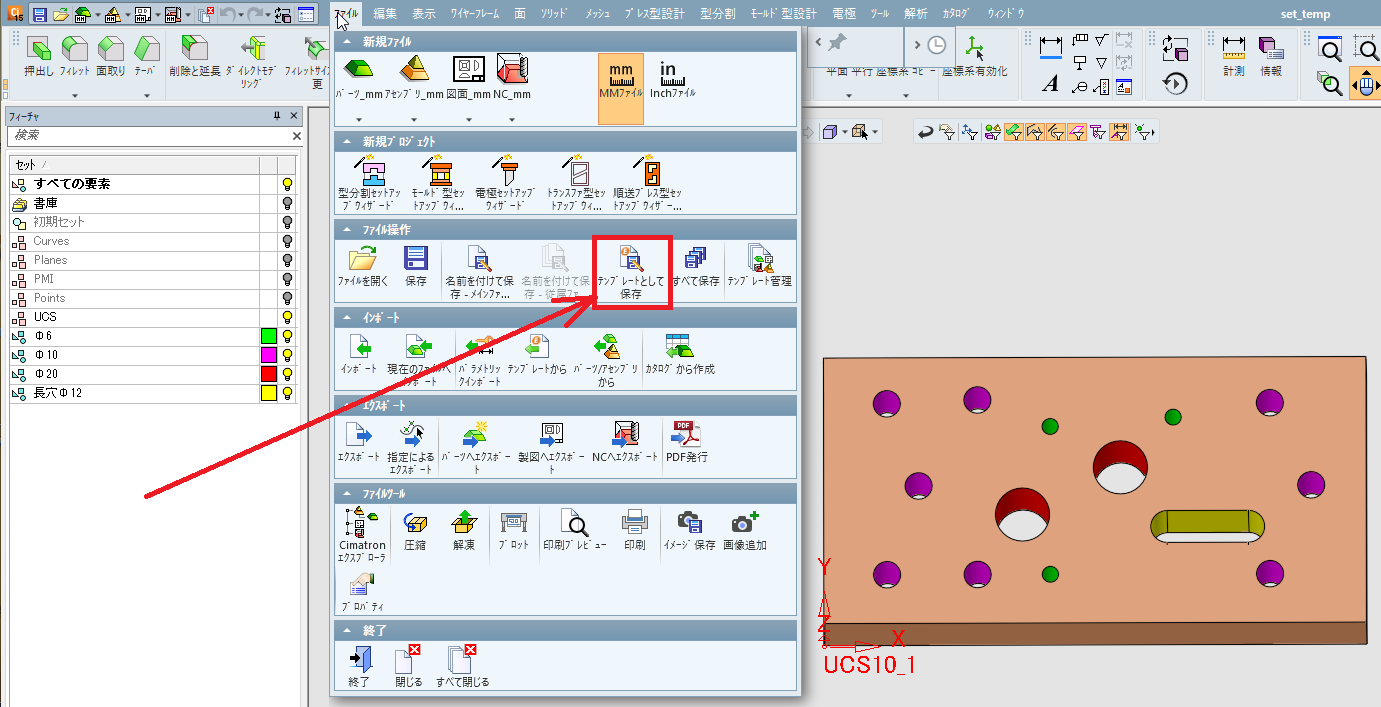 ファイル 編集 表示 ワイヤーフレーム 面 ソリッド メッシュ プレス型設計 型分割 モールド型設計 電極 ツール 解析 カタログ ウィンドウ set_temp
押出し フィレット 面取り テーパ 削除と延長 ダイレクトモデリング フィレットサイズ
更
平面 平行 座標系 コピー 座標系有効化 計測 情報
フィーチャ
検索
セット
すべての要素
書庫
初期セット
Curves
Planes
PMI
Points
UCS
Φ6
Φ10
Φ20
長穴Φ12
新規ファイル
パーツ_mm アセンブリ_mm 図面_mm NC_mm
mm
MMファイル
in
Inchファイル
新規プロジェクト
型分割セットアップ ウィザード
モールド型セットアップ ウィ...
電極セットアップ ウィザード
トランスファ型セットアップ ウィ...
順送プレス型セットアップ ウィザー...
ファイル操作
ファイルを開く 保存
名前を付けて保存 - メインファ...
名前を付けて保存 - 従属ファ
テンプレートとして
保存
すべて保存 テンプレート管理
インポート
インポート
現在のファイルへ
インポート
パラメトリックインポート
テンプレートから
パーツ/アセンブリから
カタログから作成
エクスポート
エクスポート
指定による
エクスポート
パーツへエクスポート
製図へエクスポート
NCへエクスポート
PDF
PDF発行
ファイルツール
Cimatron
エクスプローラ
圧縮 解凍 プロット 印刷プレビュー 印刷 イメージ保存 画像追加
プロパティ
終了
終了 閉じる すべて閉じる
Y
Z
X
UCS10_1